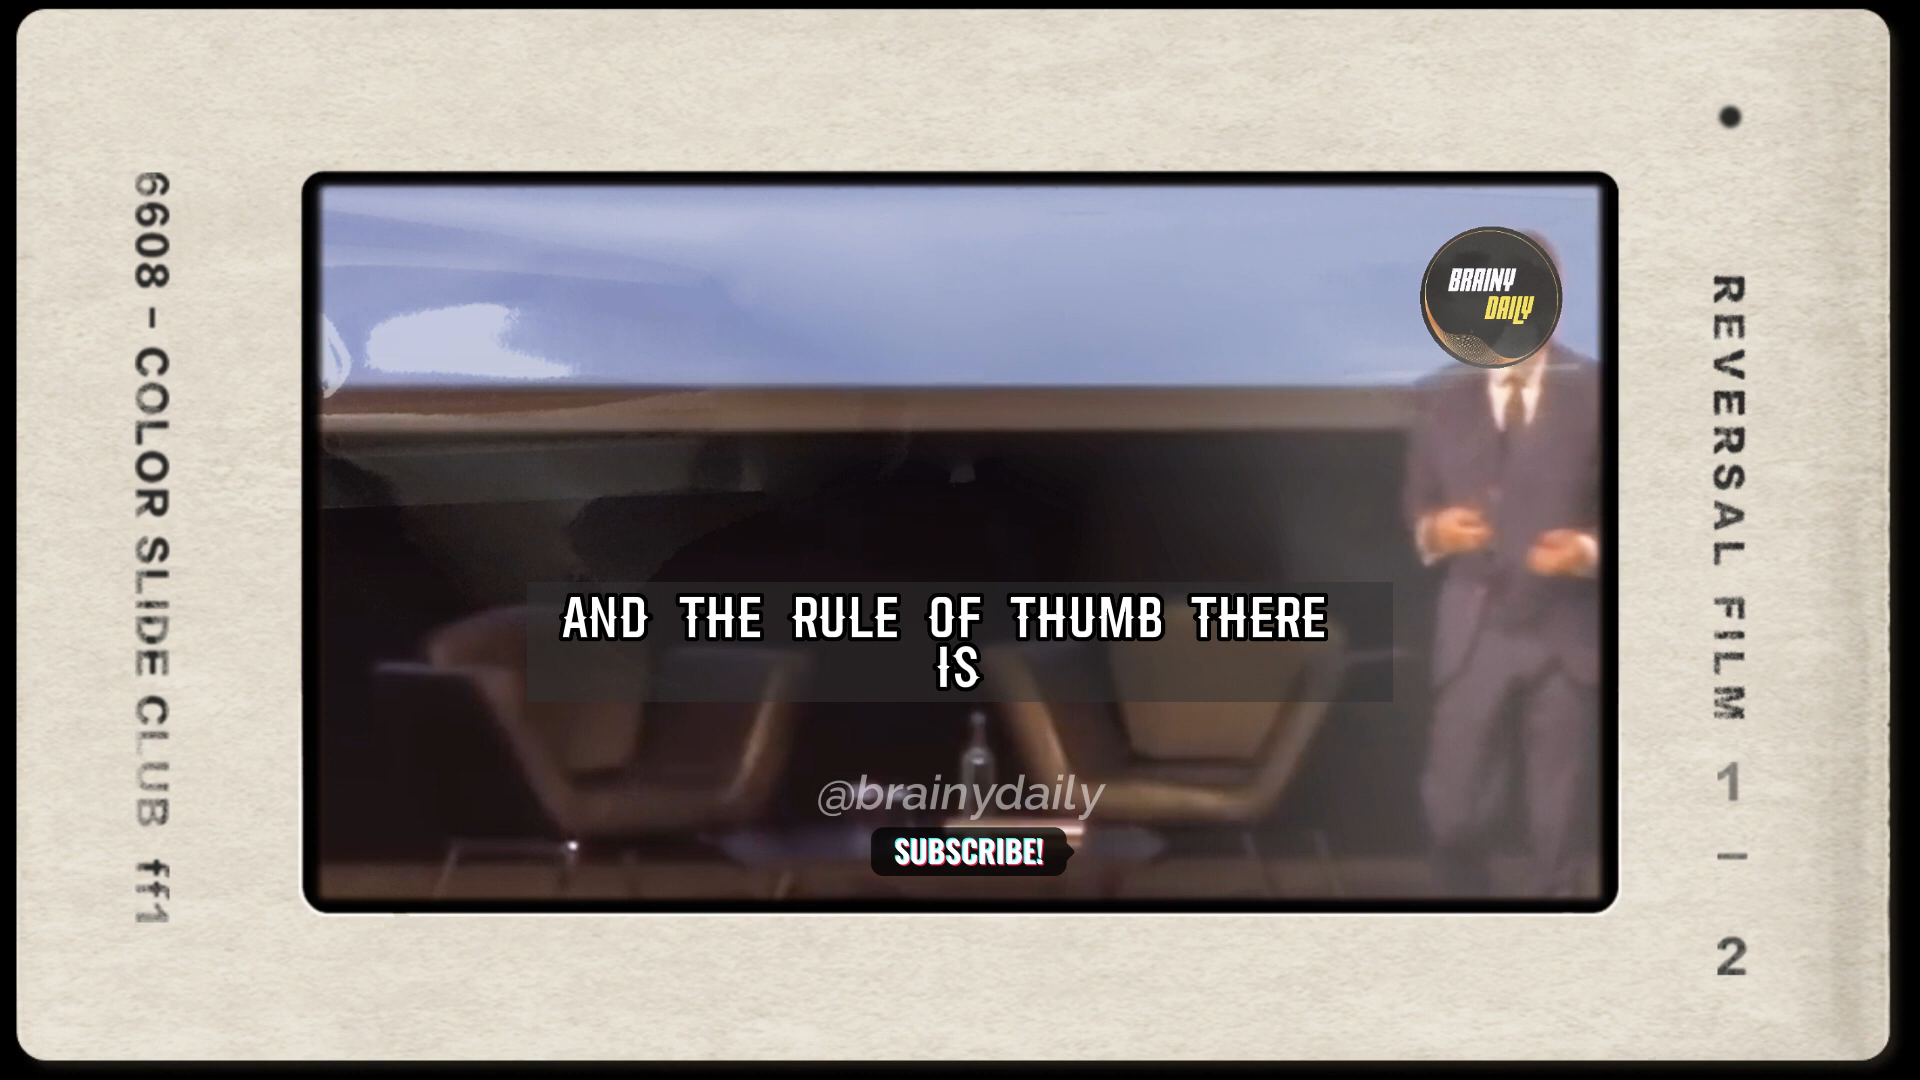 6608 - COLOR SLIDE CLUB ff1
BRAINY
DAILY
AND THE RULE OF THUMB THERE
IS
@brainydaily
SUBSCRIBE!
REVERSAL FILM 1 - 2